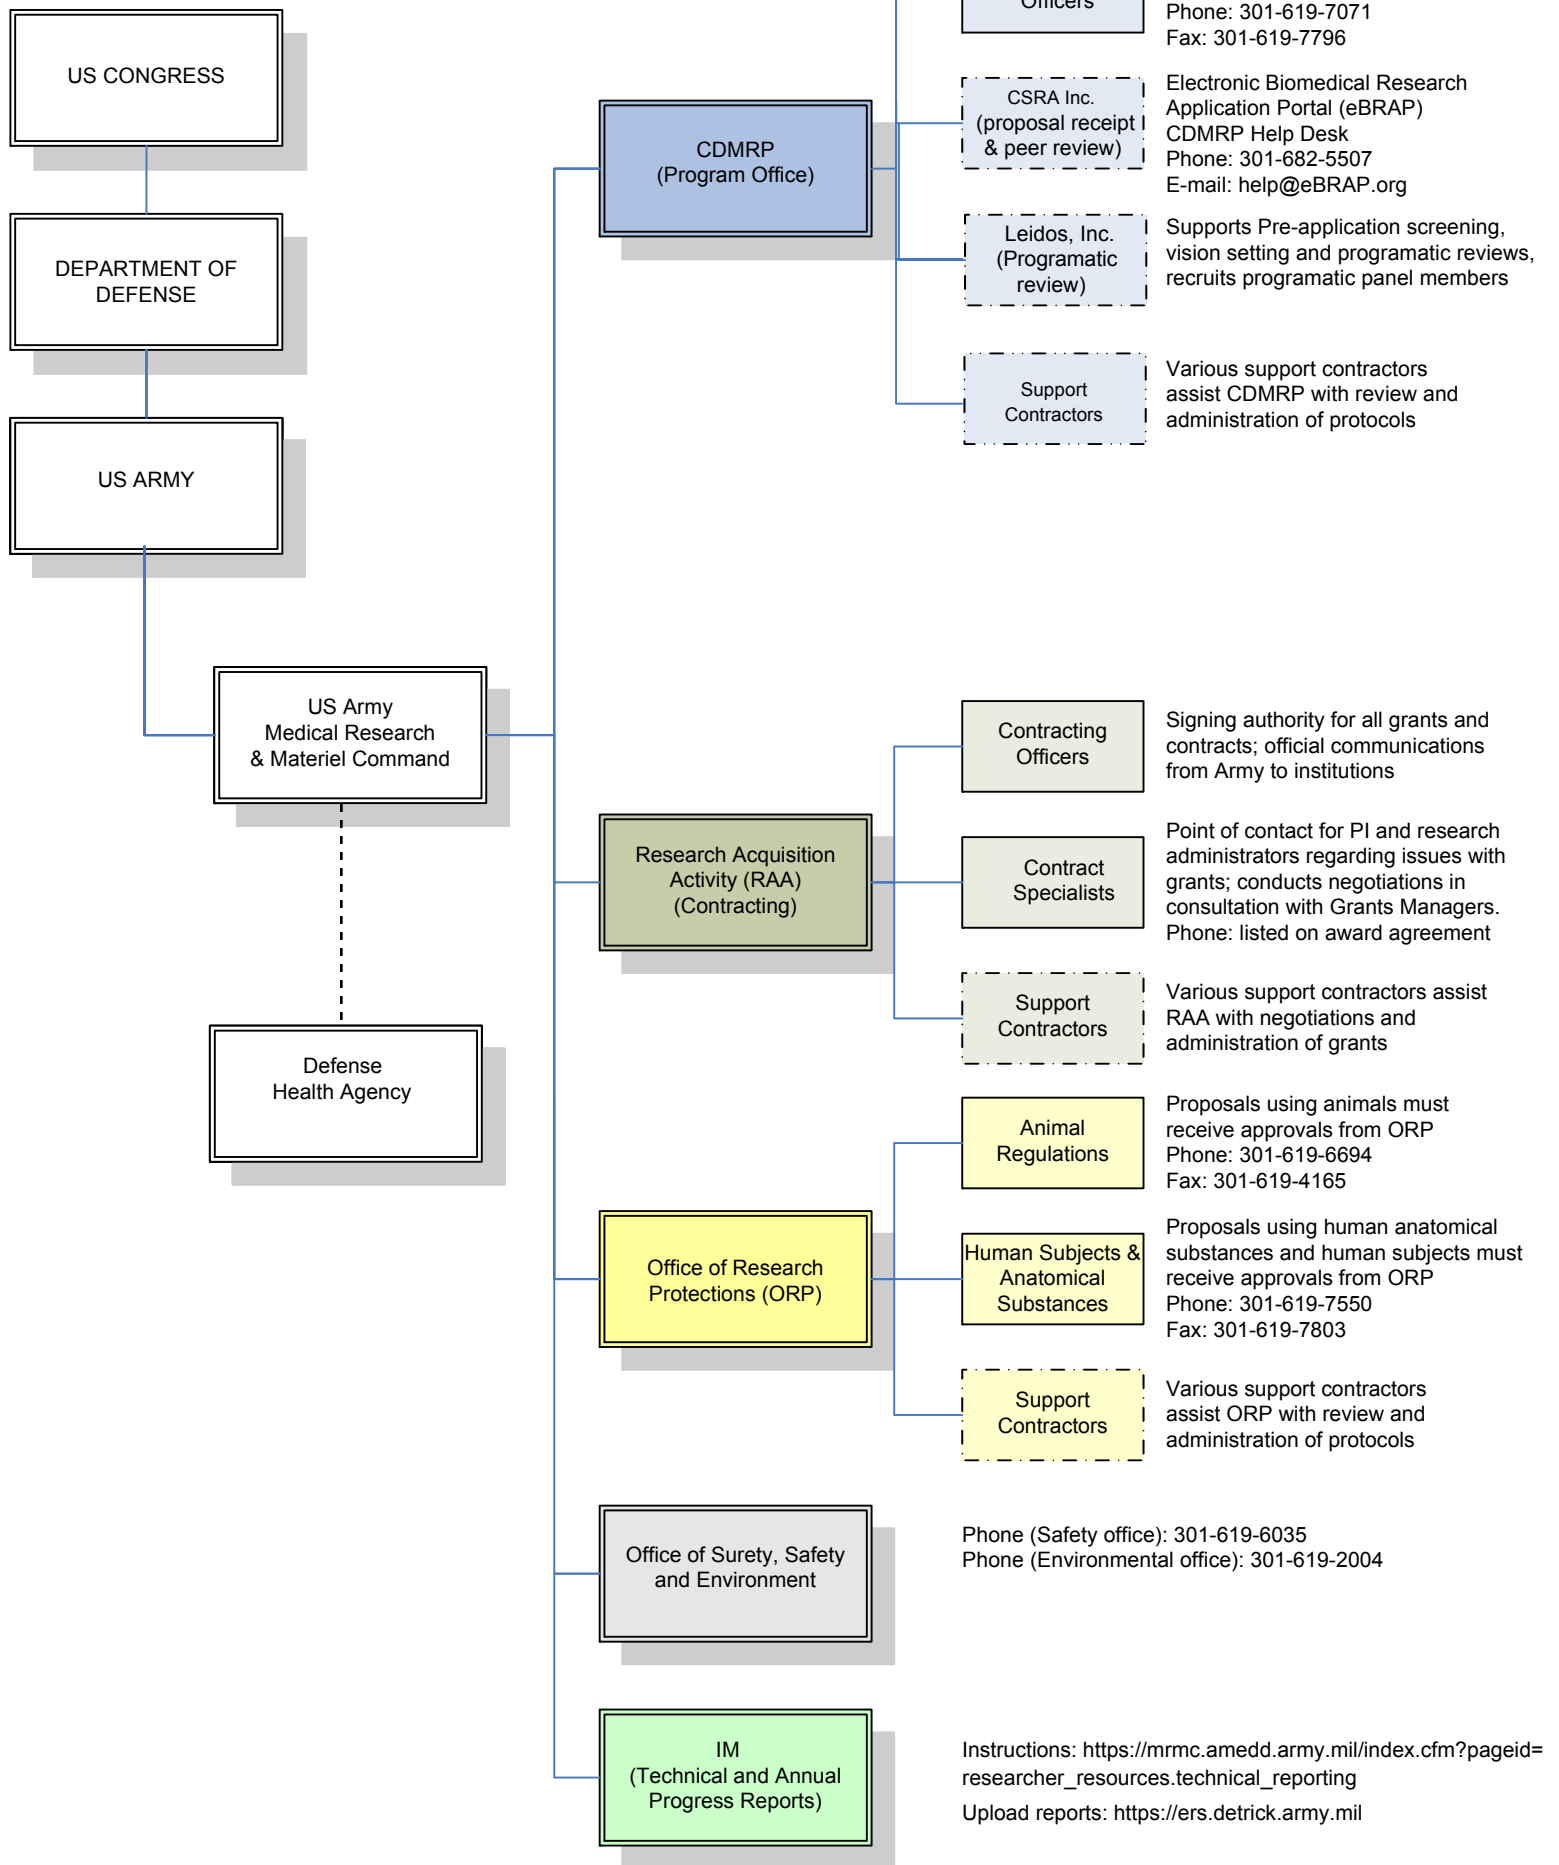 US CONGRESS
DEPARTMENT OF
DEFENSE
US ARMY
US Army
Medical Research
& Materiel Command
Defense
Health Agency
CDMRP
(Program Office)
Officers
Phone: 301-619-7071
Fax: 301-619-7796
CSRA Inc.
(proposal receipt
& peer review)
Electronic Biomedical Research
Application Portal (eBRAP)
CDMRP Help Desk
Phone: 301-682-5507
E-mail: help@eBRAP.org
Leidos, Inc.
(Programatic
review)
Supports Pre-application screening,
vision setting and programatic reviews,
recruits programatic panel members
Support
Contractors
Various support contractors
assist CDMRP with review and
administration of protocols
Research Acquisition
Activity (RAA)
(Contracting)
Contracting
Officers
Signing authority for all grants and
contracts; official communications
from Army to institutions
Contract
Specialists
Point of contact for PI and research
administrators regarding issues with
grants; conducts negotiations in
consultation with Grants Managers.
Phone: listed on award agreement
Support
Contractors
Various support contractors assist
RAA with negotiations and
administration of grants
Office of Research
Protections (ORP)
Animal
Regulations
Proposals using animals must
receive approvals from ORP
Phone: 301-619-6694
Fax: 301-619-4165
Human Subjects &
Anatomical
Substances
Proposals using human anatomical
substances and human subjects must
receive approvals from ORP
Phone: 301-619-7550
Fax: 301-619-7803
Support
Contractors
Various support contractors
assist ORP with review and
administration of protocols
Office of Surety, Safety
and Environment
Phone (Safety office): 301-619-6035
Phone (Environmental office): 301-619-2004
IM
(Technical and Annual
Progress Reports)
Instructions: https://mrmc.amedd.army.mil/index.cfm?pageid=
researcher_resources.technical_reporting
Upload reports: https://ers.detrick.army.mil